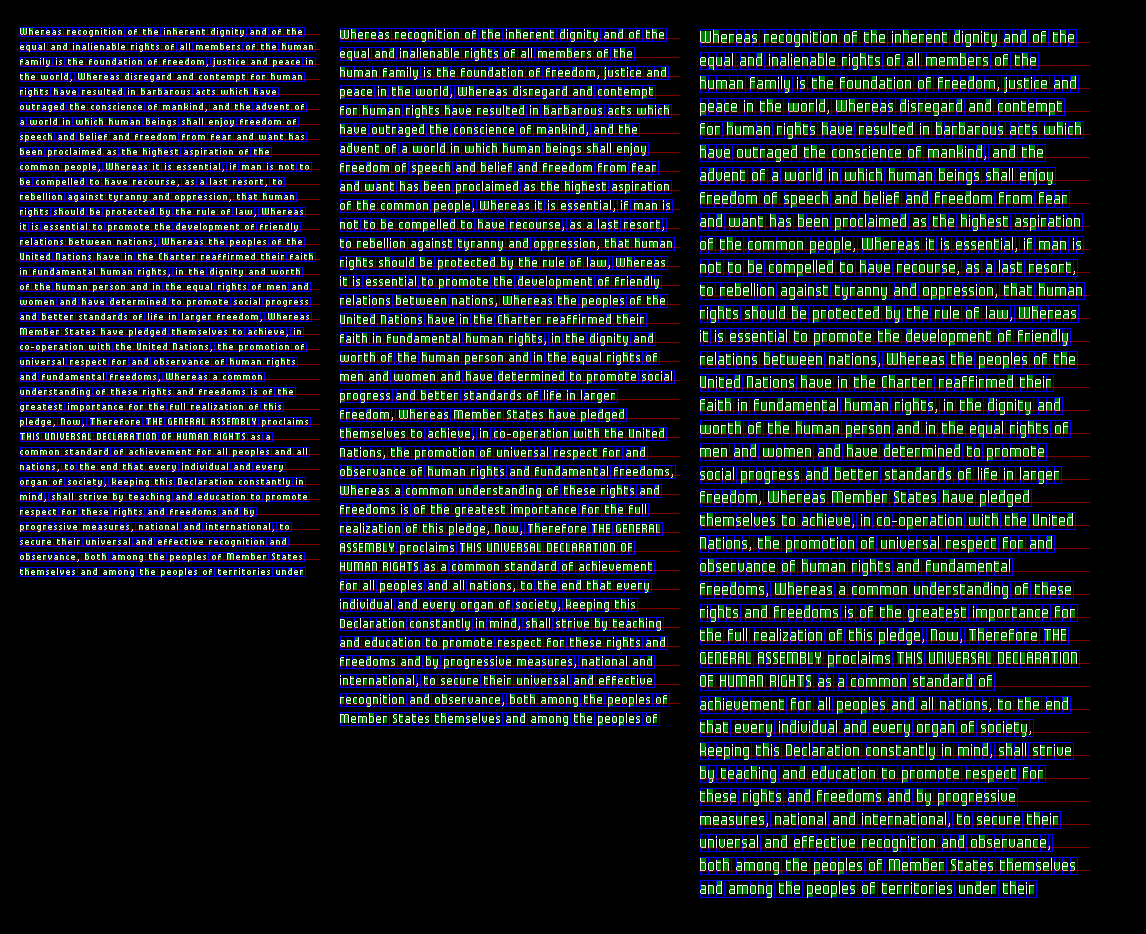 Whereas recognition of the inherent dignity and of the
equal and inalienable rights of all members of the human
family is the foundation of freedom, justice and peace in
the world, Whereas disregard and contempt for human
rights have resulted in barbarous acts which have
outraged the conscience of mankind, and the advent of
a world in which human beings shall enjoy freedom of
speech and belief and freedom from fear and want has
been proclaimed as the highest aspiration of the
common people, Whereas it is essential, if man is not to
be compelled to have recourse, as a last resort, to
rebellion against tyranny and oppression, that human
rights should be protected by the rule of law, Whereas
it is essential to promote the development of friendly
relations between nations, Whereas the peoples of the
United Nations have in the Charter reaffirmed their faith
in fundamental human rights, in the dignity and worth
of the human person and in the equal rights of men and
women and have determined to promote social progress
and better standards of life in larger freedom, Whereas
Member States have pledged themselves to achieve, in
co-operation with the United Nations, the promotion of
universal respect for and observance of human rights
and fundamental freedoms, Whereas a common
understanding of these rights and freedoms is of the
greatest importance for the full realization of this
pledge, Now, Therefore THE GENERAL ASSEMBLY proclaims
THIS UNIVERSAL DECLARATION OF HUMAN RIGHTS as a
common standard of achievement for all peoples and all
nations, to the end that every individual and every
organ of society, keeping this Declaration constantly in
mind, shall strive by teaching and education to promote
respect for these rights and freedoms and by
progressive measures, national and international, to
secure their universal and effective recognition and
observance, both among the peoples of Member States
themselves and among the peoples of territories under
Whereas recognition of the inherent dignity and of the
equal and inalienable rights of all members of the
human family is the foundation of freedom, justice and
peace in the world, Whereas disregard and contempt
for human rights have resulted in barbarous acts which
have outraged the conscience of mankind, and the
advent of a world in which human beings shall enjoy
freedom of speech and belief and freedom from fear
and want has been proclaimed as the highest aspiration
of the common people, Whereas it is essential, if man is
not to be compelled to have recourse, as a last resort,
to rebellion against tyranny and oppression, that human
rights should be protected by the rule of law, Whereas
it is essential to promote the development of friendly
relations between nations, Whereas the peoples of the
United Nations have in the Charter reaffirmed their
faith in fundamental human rights, in the dignity and
worth of the human person and in the equal rights of
men and women and have determined to promote social
progress and better standards of life in larger
freedom, Whereas Member States have pledged
themselves to achieve, in co-operation with the United
Nations, the promotion of universal respect for and
observance of human rights and fundamental freedoms,
Whereas a common understanding of these rights and
freedoms is of the greatest importance for the full
realization of this pledge, Now, Therefore THE GENERAL
ASSEMBLY proclaims THIS UNIVERSAL DECLARATION OF
HUMAN RIGHTS as a common standard of achievement
for all peoples and all nations, to the end that every
individual and every organ of society, keeping this
Declaration constantly in mind, shall strive by teaching
and education to promote respect for these rights and
freedoms and by progressive measures, national and
international, to secure their universal and effective
recognition and observance, both among the peoples of
Member States themselves and among the peoples of
Whereas recognition of the inherent dignity and of the
equal and inalienable rights of all members of the
human family is the foundation of freedom, justice and
peace in the world, Whereas disregard and contempt
for human rights have resulted in barbarous acts which
have outraged the conscience of mankind, and the
advent of a world in which human beings shall enjoy
freedom of speech and belief and freedom from fear
and want has been proclaimed as the highest aspiration
of the common people, Whereas it is essential, if man is
not to be compelled to have recourse, as a last resort,
to rebellion against tyranny and oppression, that human
rights should be protected by the rule of law, Whereas
it is essential to promote the development of friendly
relations between nations, Whereas the peoples of the
United Nations have in the Charter reaffirmed their
faith in fundamental human rights, in the dignity and
worth of the human person and in the equal rights of
men and women and have determined to promote
social progress and better standards of life in larger
freedom, Whereas Member States have pledged
themselves to achieve, in co-operation with the United
Nations, the promotion of universal respect for and
observance of human rights and fundamental
freedoms, Whereas a common understanding of these
rights and freedoms is of the greatest importance for
the full realization of this pledge, Now, Therefore THE
GENERAL ASSEMBLY proclaims THIS UNIVERSAL DECLARATION
OF HUMAN RIGHTS as a common standard of
achievement for all peoples and all nations, to the end
that every individual and every organ of society,
keeping this Declaration constantly in mind, shall strive
by teaching and education to promote respect for
these rights and freedoms and by progressive
measures, national and international, to secure their
universal and effective recognition and observance,
both among the peoples of Member States themselves
and among the peoples of territories under their